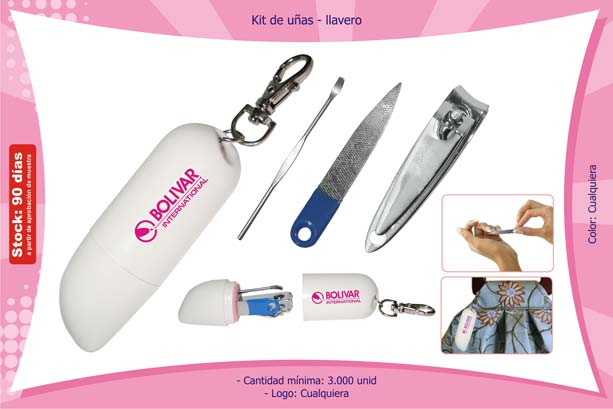 Kit de uñas - llavero
Stock: 90 días
a partir de aprobación de muestra
BOLIVAR
INTERNATIONAL
Color: Cualquiera
BOLIVAR
INTERNATIONAL
- Cantidad mínima: 3.000 unid
- Logo: Cualquiera